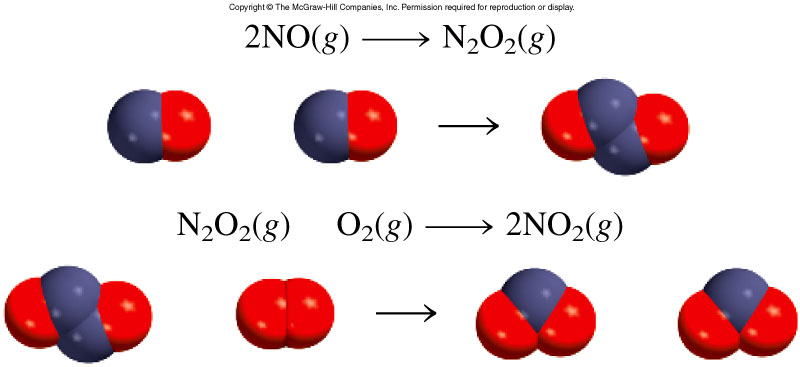 Copyright © The McGraw-Hill Companies, Inc. Permission required for reproduction or display.
2NO(g) ⟶ N₂O₂(g)
N₂O₂(g) O₂(g) ⟶ 2NO₂(g)